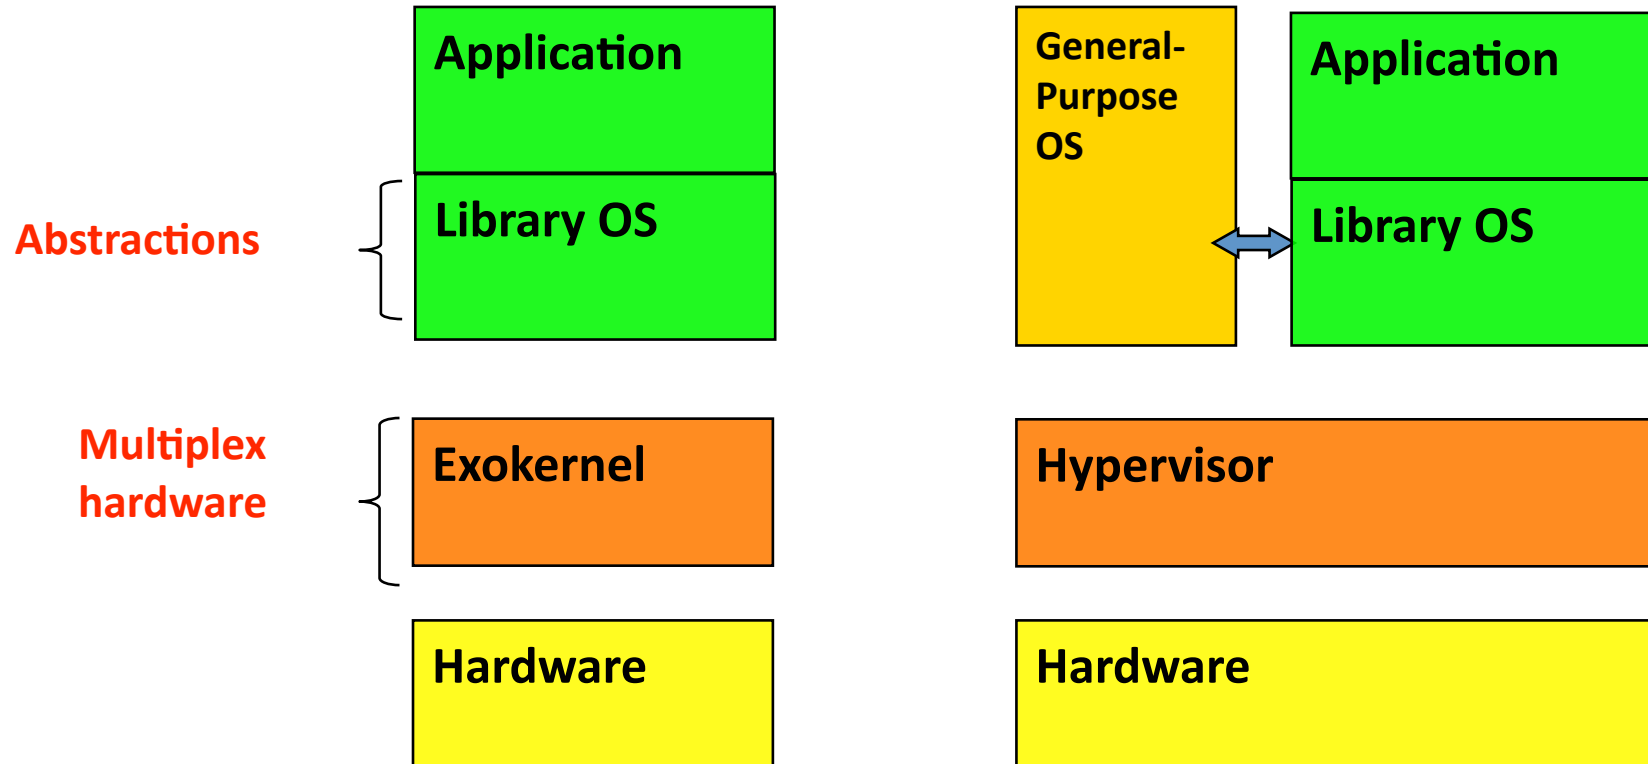 Application
General-
Purpose
OS
Application
Abstractions
Library OS
Library OS
Multiplex
hardware
Exokernel
Hypervisor
Hardware
Hardware